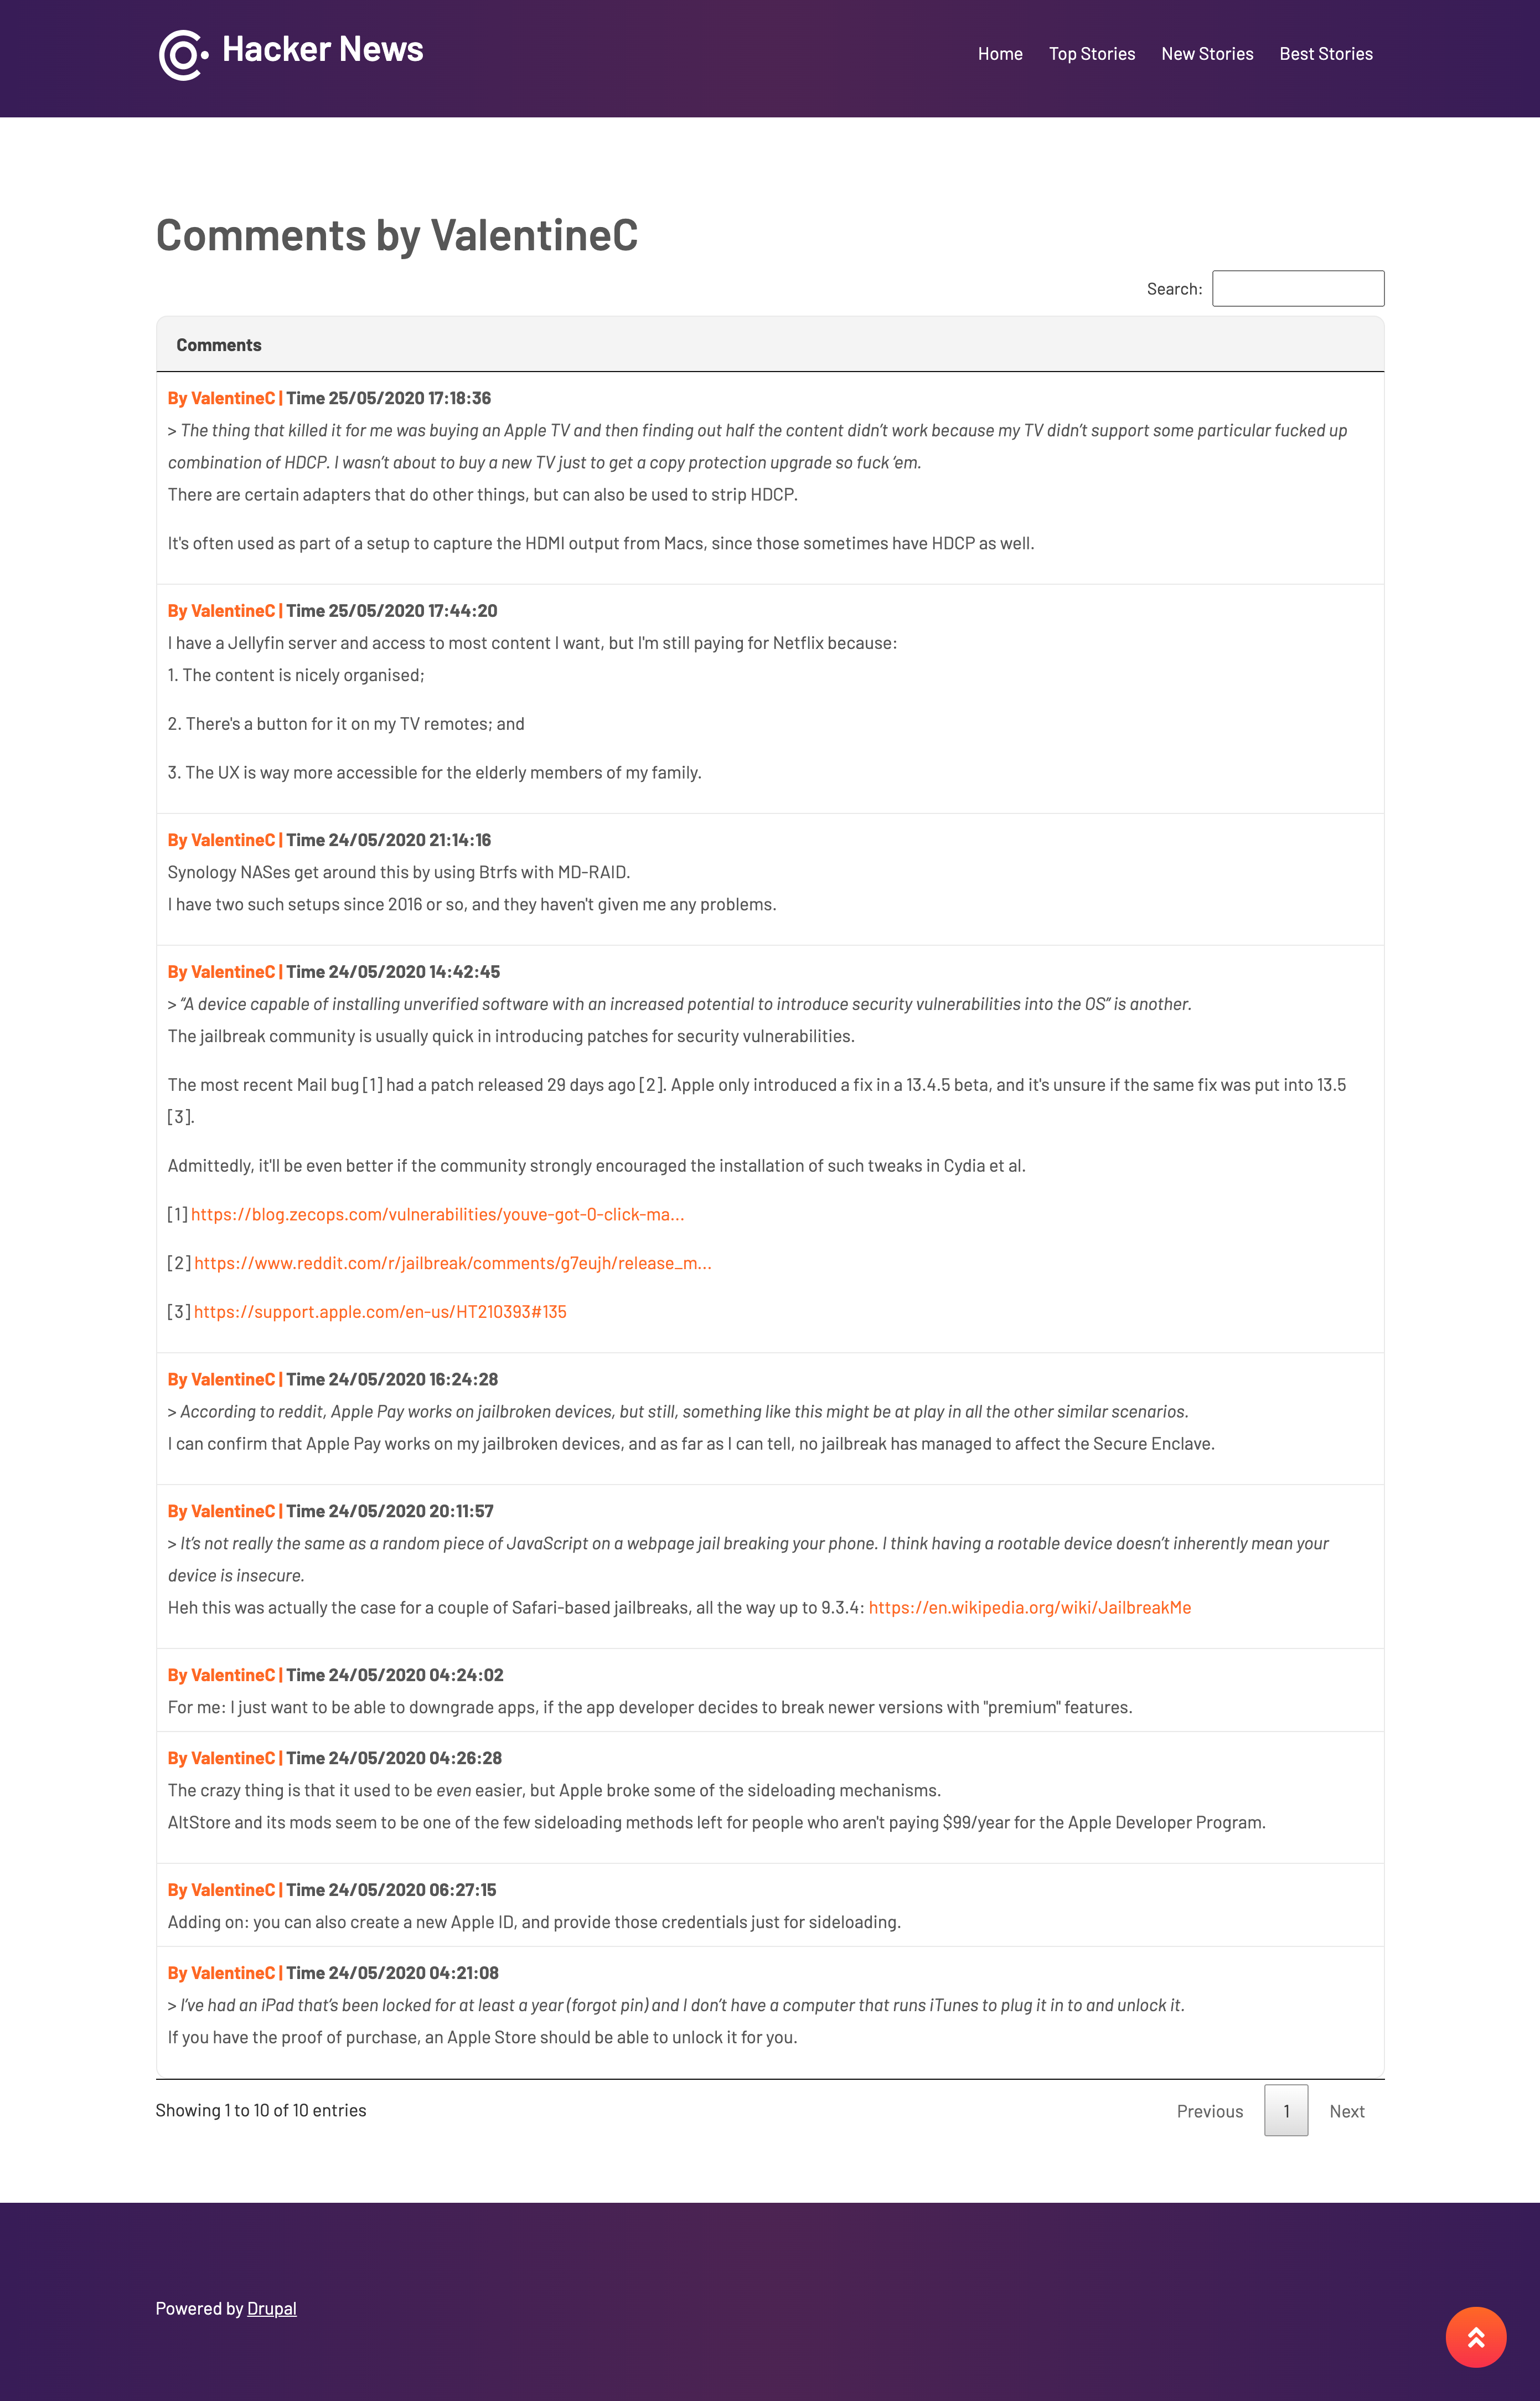 Hacker News
Home Top Stories New Stories Best Stories
Comments by ValentineC
Search:
Comments
By ValentineC | Time 25/05/2020 17:18:36
> The thing that killed it for me was buying an Apple TV and then finding out half the content didn’t work because my TV didn’t support some particular fucked up
combination of HDCP. I wasn’t about to buy a new TV just to get a copy protection upgrade so fuck ’em.
There are certain adapters that do other things, but can also be used to strip HDCP.
It's often used as part of a setup to capture the HDMI output from Macs, since those sometimes have HDCP as well.
By ValentineC | Time 25/05/2020 17:44:20
I have a Jellyfin server and access to most content I want, but I'm still paying for Netflix because:
1. The content is nicely organised;
2. There's a button for it on my TV remotes; and
3. The UX is way more accessible for the elderly members of my family.
By ValentineC | Time 24/05/2020 21:14:16
Synology NASes get around this by using Btrfs with MD-RAID.
I have two such setups since 2016 or so, and they haven't given me any problems.
By ValentineC | Time 24/05/2020 14:42:45
> “A device capable of installing unverified software with an increased potential to introduce security vulnerabilities into the OS” is another.
The jailbreak community is usually quick in introducing patches for security vulnerabilities.
The most recent Mail bug [1] had a patch released 29 days ago [2]. Apple only introduced a fix in a 13.4.5 beta, and it's unsure if the same fix was put into 13.5
[3].
Admittedly, it'll be even better if the community strongly encouraged the installation of such tweaks in Cydia et al.
[1] https://blog.zecops.com/vulnerabilities/youve-got-0-click-ma...
[2] https://www.reddit.com/r/jailbreak/comments/g7eujh/release_m...
[3] https://support.apple.com/en-us/HT210393#135
By ValentineC | Time 24/05/2020 16:24:28
> According to reddit, Apple Pay works on jailbroken devices, but still, something like this might be at play in all the other similar scenarios.
I can confirm that Apple Pay works on my jailbroken devices, and as far as I can tell, no jailbreak has managed to affect the Secure Enclave.
By ValentineC | Time 24/05/2020 20:11:57
> It’s not really the same as a random piece of JavaScript on a webpage jail breaking your phone. I think having a rootable device doesn’t inherently mean your
device is insecure.
Heh this was actually the case for a couple of Safari-based jailbreaks, all the way up to 9.3.4: https://en.wikipedia.org/wiki/JailbreakMe
By ValentineC | Time 24/05/2020 04:24:02
For me: I just want to be able to downgrade apps, if the app developer decides to break newer versions with "premium" features.
By ValentineC | Time 24/05/2020 04:26:28
The crazy thing is that it used to be even easier, but Apple broke some of the sideloading mechanisms.
AltStore and its mods seem to be one of the few sideloading methods left for people who aren't paying $99/year for the Apple Developer Program.
By ValentineC | Time 24/05/2020 06:27:15
Adding on: you can also create a new Apple ID, and provide those credentials just for sideloading.
By ValentineC | Time 24/05/2020 04:21:08
> I’ve had an iPad that’s been locked for at least a year (forgot pin) and I don’t have a computer that runs iTunes to plug it in to and unlock it.
If you have the proof of purchase, an Apple Store should be able to unlock it for you.
Showing 1 to 10 of 10 entries
Previous 1 Next
Powered by Drupal